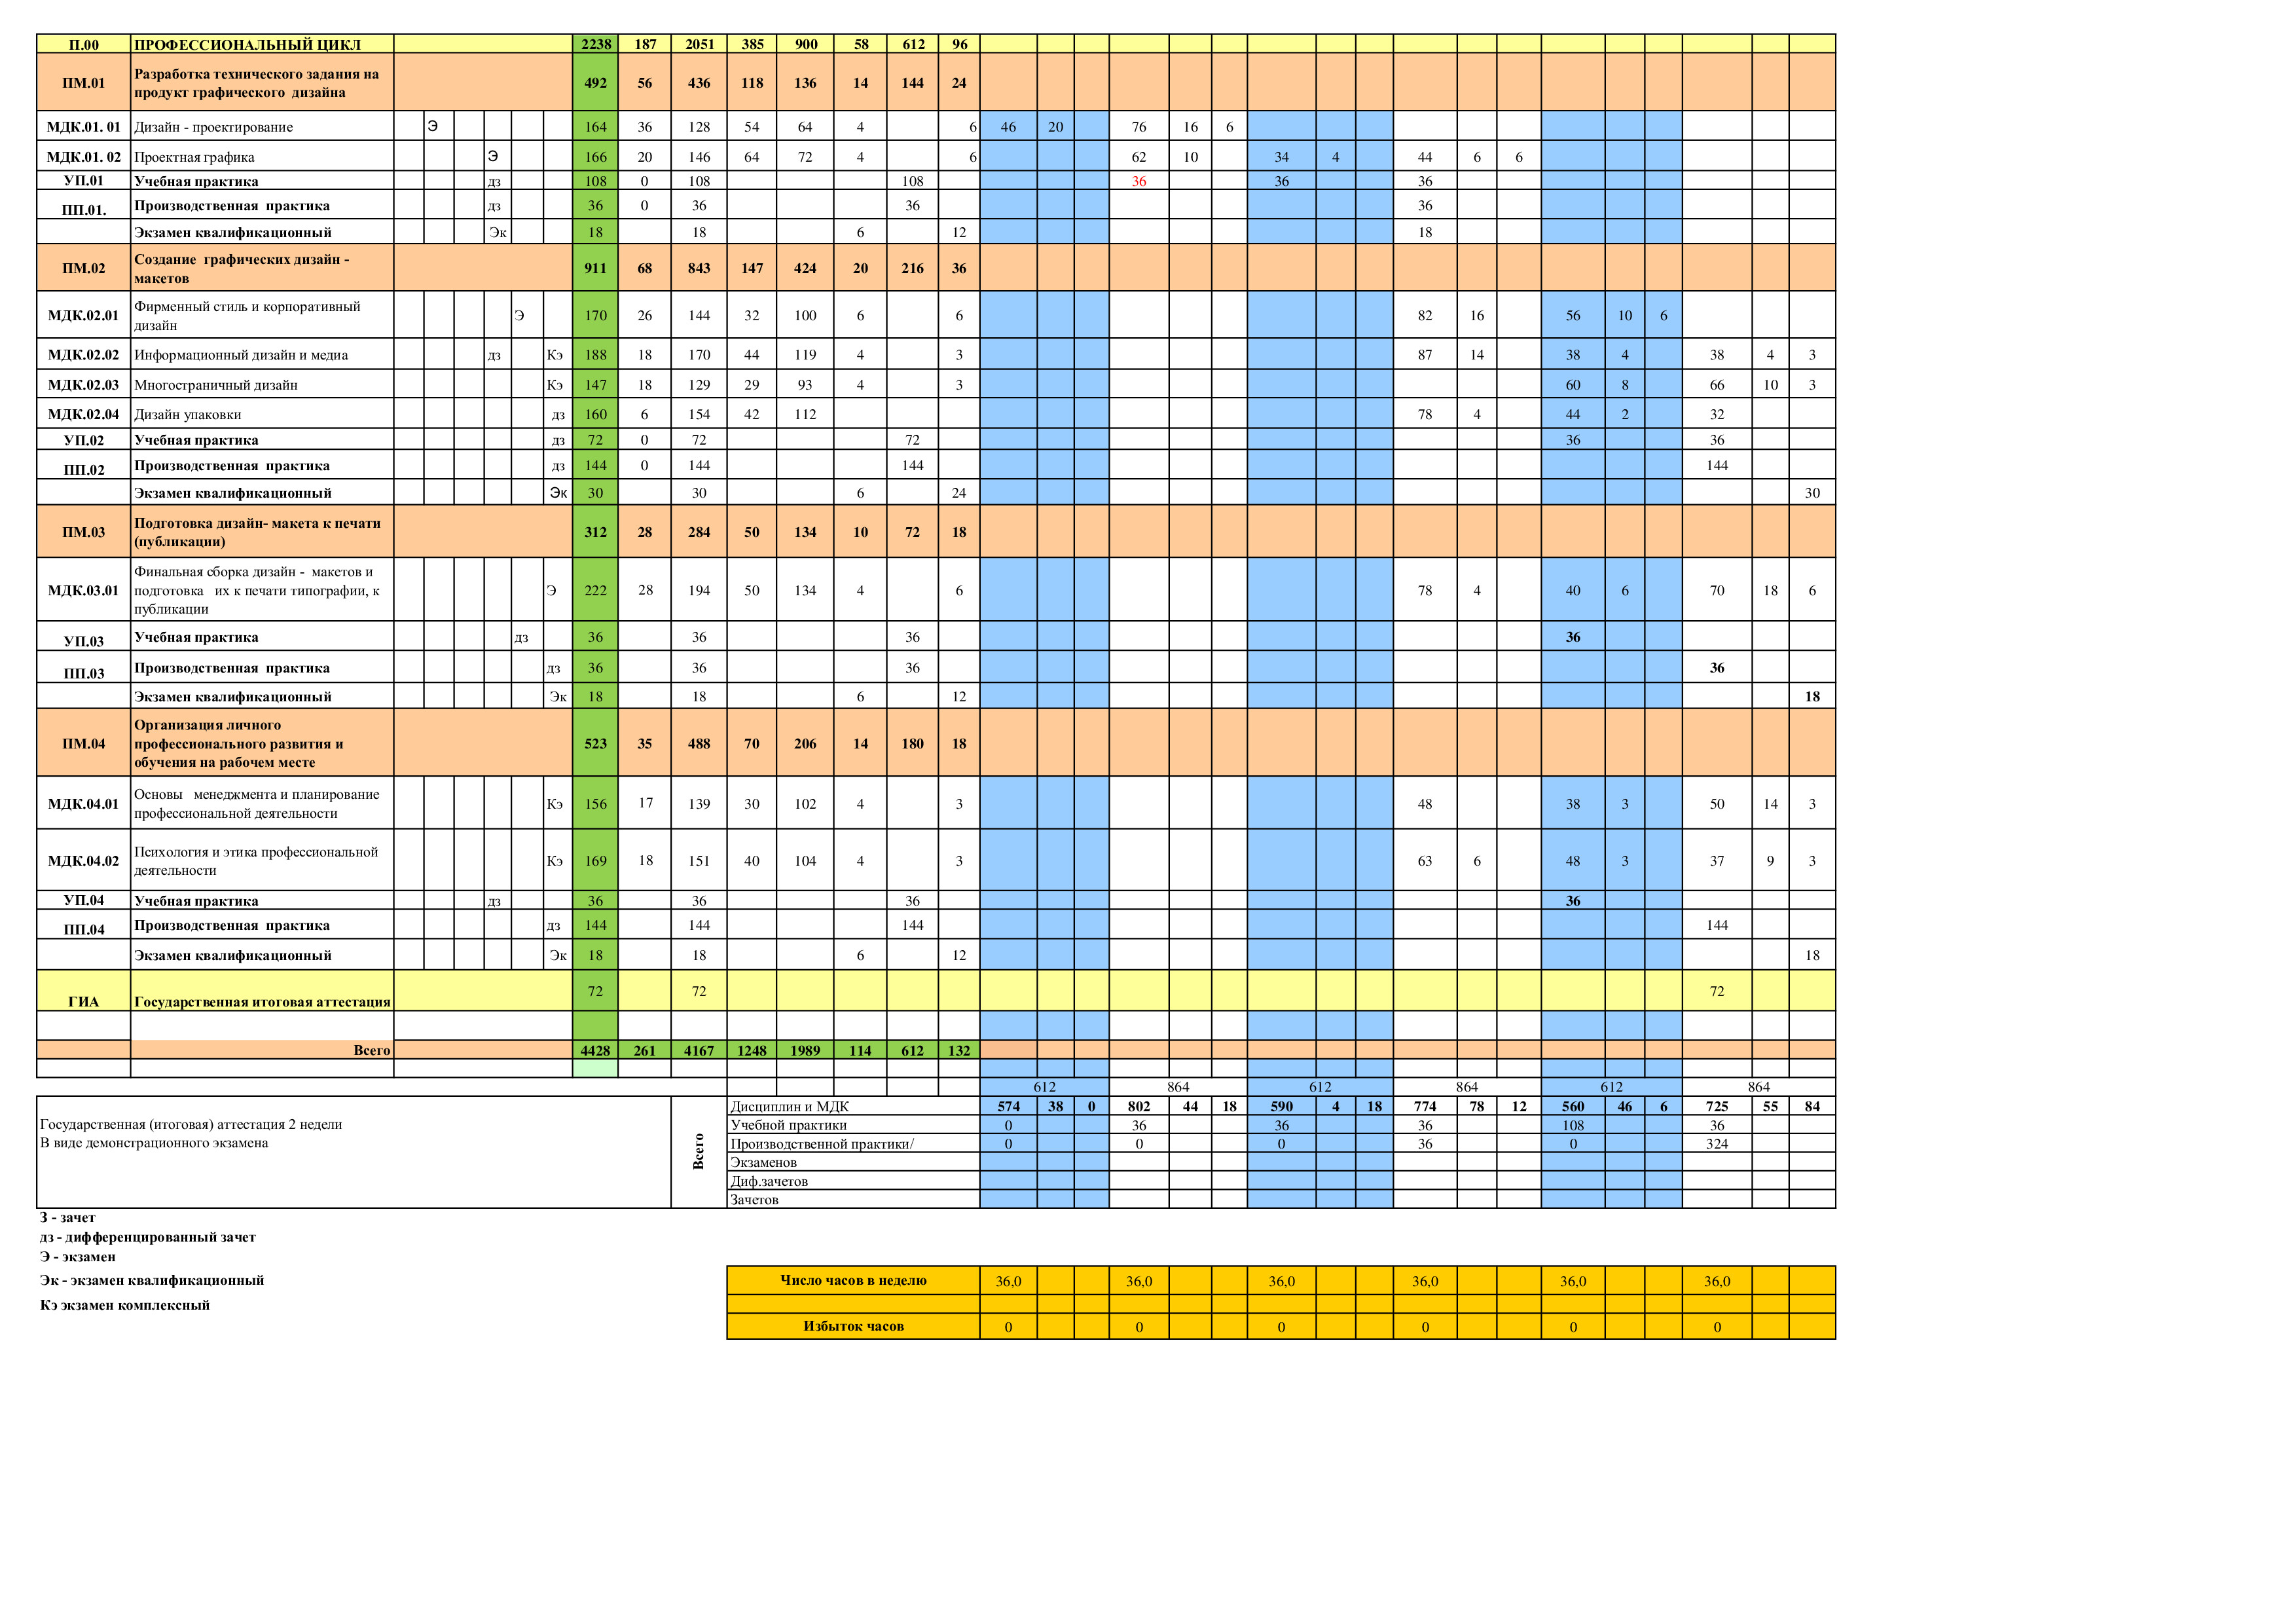 П.00 ПРОФЕССИОНАЛЬНЫЙ ЦИКЛ 2238 187 2051 385 900 58 612 96
Разработка технического задания на
ПМ.01 492 56 436 118 136 14 144 24
продукт графического дизайна
МДК.01. 01 Дизайн - проектирование Э 164 36 128 54 64 4 6 46 20 76 16 6
МДК.01. 02 Проектная графика Э 166 20 146 64 72 4 6 62 10 34 4 44 6 6
УП.01 Учебная практика дз 108 0 108 108 36 36 36
ПП.01. Производственная практика дз 36 0 36 36 36
Экзамен квалификационный Эк 18 18 6 12 18
Создание графических дизайн -
ПМ.02 911 68 843 147 424 20 216 36
макетов
Фирменный стиль и корпоративный
МДК.02.01 Э 170 26 144 32 100 6 6 82 16 56 10 6
дизайн
МДК.02.02 Информационный дизайн и медиа дз Кэ 188 18 170 44 119 4 3 87 14 38 4 38 4 3
МДК.02.03 Многостраничный дизайн Кэ 147 18 129 29 93 4 3 60 8 66 10 3
МДК.02.04 Дизайн упаковки дз 160 6 154 42 112 78 4 44 2 32
УП.02 Учебная практика дз 72 0 72 72 36 36
ПП.02 Производственная практика дз 144 0 144 144 144
Экзамен квалификационный Эк 30 30 6 24 30
Подготовка дизайн- макета к печати
ПМ.03 312 28 284 50 134 10 72 18
(публикации)
Финальная сборка дизайн - макетов и
МДК.03.01 подготовка их к печати типографии, к Э 222 28 194 50 134 4 6 78 4 40 6 70 18 6
публикации
УП.03 Учебная практика дз 36 36 36 36
ПП.03 Производственная практика дз 36 36 36 36
Экзамен квалификационный Эк 18 18 6 12 18
Организация личного
ПМ.04 профессионального развития и 523 35 488 70 206 14 180 18
обучения на рабочем месте
Основы менеджмента и планирование
МДК.04.01 Кэ 156 17 139 30 102 4 3 48 38 3 50 14 3
профессиональной деятельности
Психология и этика профессиональной
МДК.04.02 Кэ 169 18 151 40 104 4 3 63 6 48 3 37 9 3
деятельности
УП.04 Учебная практика дз 36 36 36 36
ПП.04 Производственная практика дз 144 144 144 144
Экзамен квалификационный Эк 18 18 6 12 18
ГИА Государственная итоговая аттестация 72 72 72
Всего 4428 261 4167 1248 1989 114 612 132
612 864 612 864 612 864
Дисциплин и МДК 574 38 0 802 44 18 590 4 18 774 78 12 560 46 6 725 55 84
Государственная (итоговая) аттестация 2 недели Учебной практики 0 36 36 36 108 36
В виде демонстрационного экзамена Всего Производственной практики/ 0 0 0 36 0 324
Экзаменов
Диф.зачетов
Зачетов
З - зачет
дз - дифференцированный зачет
Э - экзамен
Эк - экзамен квалификационный Число часов в неделю 36,0 36,0 36,0 36,0 36,0 36,0
Кэ экзамен комплексный
Избыток часов 0 0 0 0 0 0